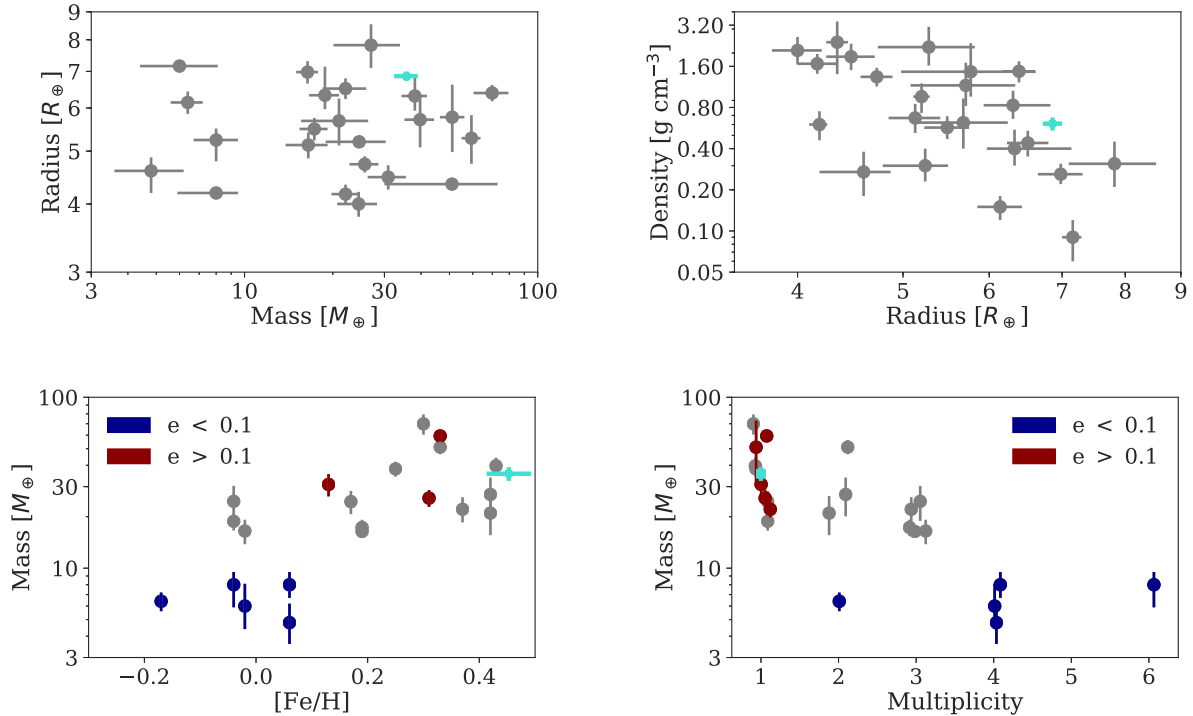 9
8
7
6
5
4
3
Radius [R⊕]
3 10 30 100
Mass [M⊕]
3.20
1.60
0.80
0.40
0.20
0.10
0.05
Density [g cm⁻³]
4 5 6 7 8 9
Radius [R⊕]
100
30
10
3
Mass [M⊕]
e < 0.1
e > 0.1
−0.2 0.0 0.2 0.4
[Fe/H]
100
30
10
3
Mass [M⊕]
e < 0.1
e > 0.1
1 2 3 4 5 6
Multiplicity